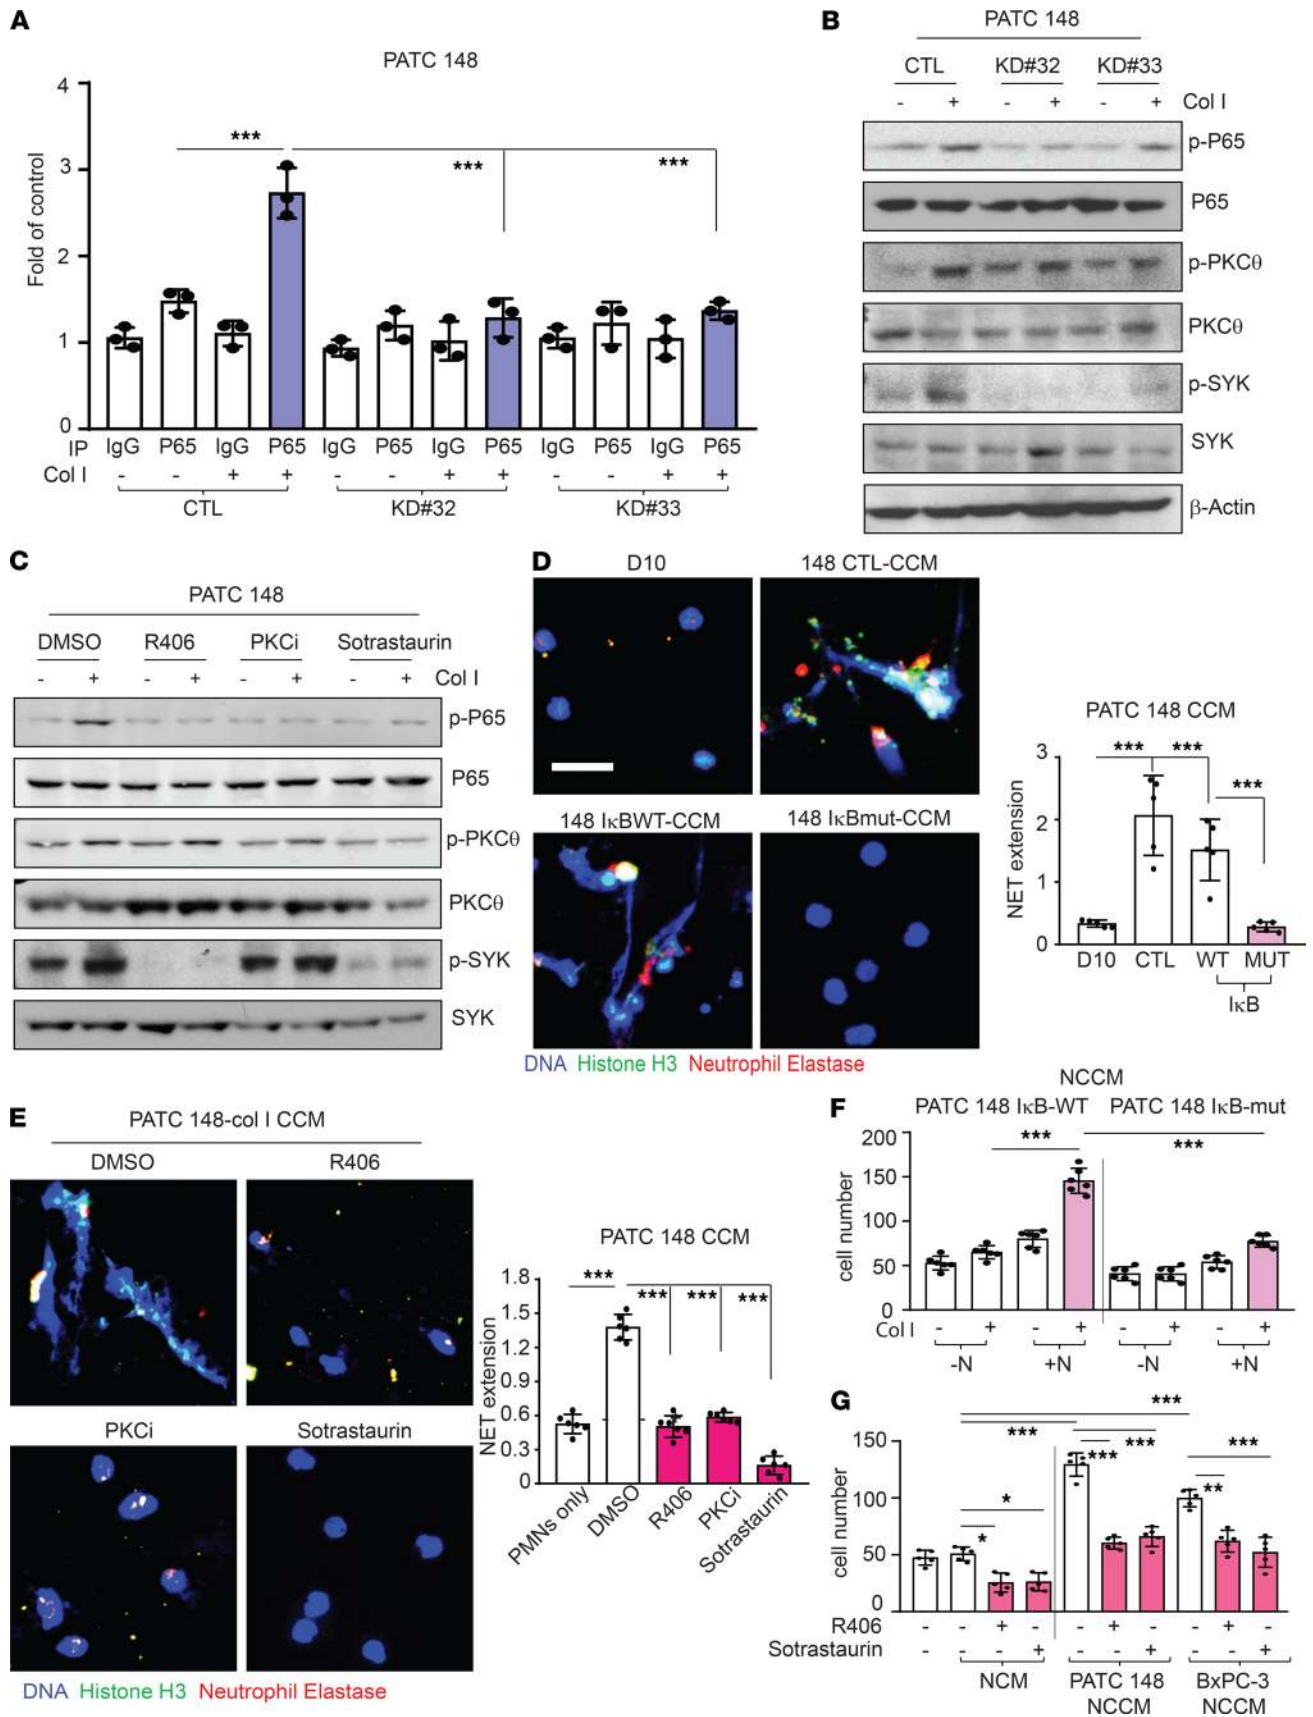 A
PATC 148
Fold of control
4
3
2
1
0
*** *** ***
IP IgG P65 IgG P65 IgG P65 IgG P65 IgG P65 IgG P65
Col I - - + + - - + + - - + +
CTL KD#32 KD#33
B
PATC 148
CTL KD#32 KD#33
- + - + - + Col I
p-P65
P65
p-PKCθ
PKCθ
p-SYK
SYK
β-Actin
C
PATC 148
DMSO R406 PKCi Sotrastaurin
- + - + - + - + Col I
p-P65
P65
p-PKCθ
PKCθ
p-SYK
SYK
D
D10 148 CTL-CCM
148 IκBWT-CCM 148 IκBmut-CCM
DNA Histone H3 Neutrophil Elastase
PATC 148 CCM
NET extension
3
2
1
0
*** *** ***
D10 CTL WT MUT
IκB
E
PATC 148-col I CCM
DMSO R406
PKCi Sotrastaurin
DNA Histone H3 Neutrophil Elastase
PATC 148 CCM
NET extension
1.8
1.5
1.2
0.9
0.6
0.3
0
*** *** *** ***
PMNs only DMSO R406 PKCi Sotrastaurin
F
NCCM
PATC 148 IκB-WT PATC 148 IκB-mut
cell number
200
150
100
50
0
*** ***
Col I - + - + - + - +
-N +N -N +N
G
cell number
150
100
50
0
***
*** *** ***
*** **
*
*
R406 - - + - - + - - + -
Sotrastaurin - - - + - - + - - +
NCM PATC 148 BxPC-3
NCCM NCCM